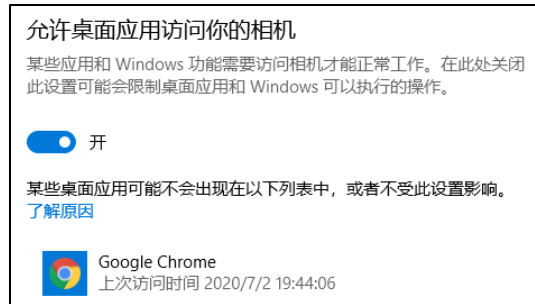 允许桌面应用访问你的相机
某些应用和 Windows 功能需要访问相机才能正常工作。在此处关闭
此设置可能会限制桌面应用和 Windows 可以执行的操作。
开
某些桌面应用可能不会出现在以下列表中，或者不受此设置影响。
了解原因
Google Chrome
上次访问时间 2020/7/2 19:44:06